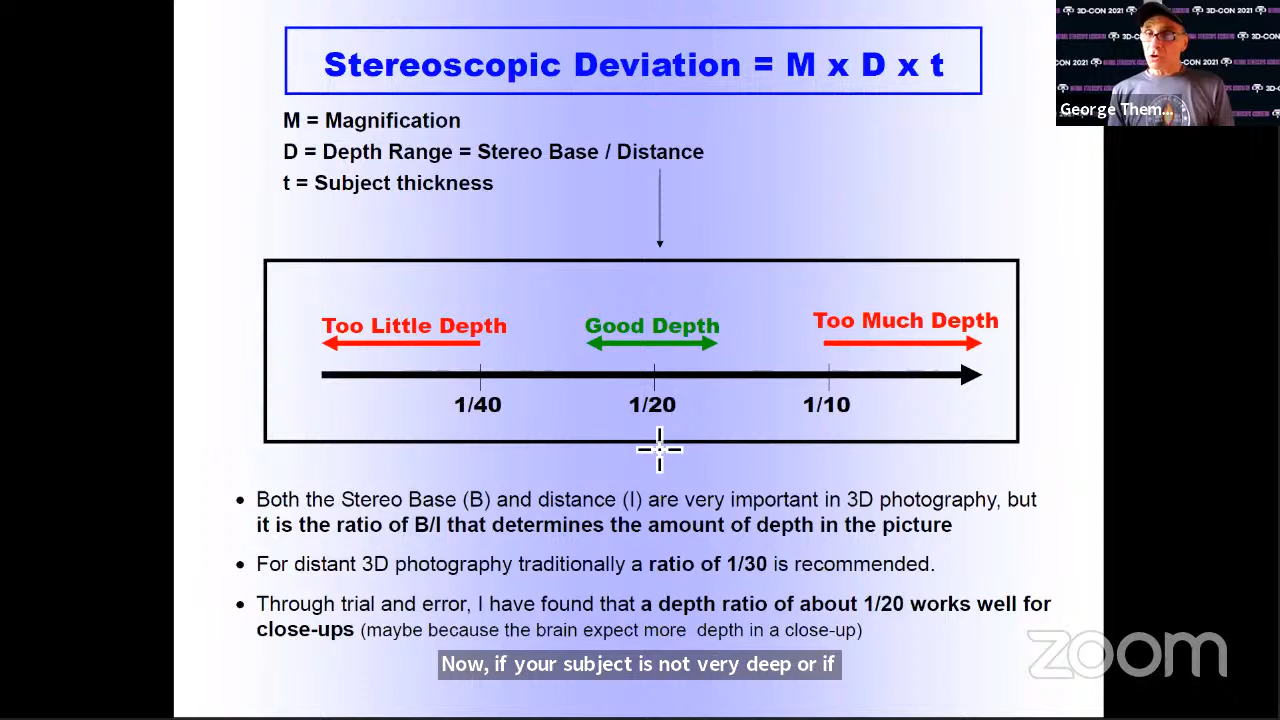 Stereoscopic Deviation = M x D x t
M = Magnification
D = Depth Range = Stereo Base / Distance
t = Subject thickness
Too Little Depth
Good Depth
Too Much Depth
1/40
1/20
1/10
• Both the Stereo Base (B) and distance (I) are very important in 3D photography, but
it is the ratio of B/I that determines the amount of depth in the picture
• For distant 3D photography traditionally a ratio of 1/30 is recommended.
• Through trial and error, I have found that a depth ratio of about 1/20 works well for
close-ups (maybe because the brain expect more depth in a close-up)
Now, if your subject is not very deep or if
zoom
3D-CON 2021
George Them...